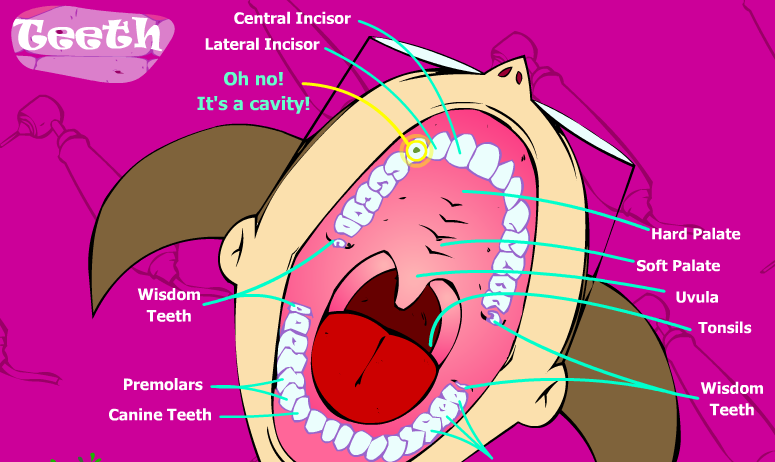 Teeth
Central Incisor
Lateral Incisor
Oh no!
It's a cavity!
Hard Palate
Soft Palate
Uvula
Tonsils
Wisdom
Teeth
Premolars
Canine Teeth
Wisdom
Teeth